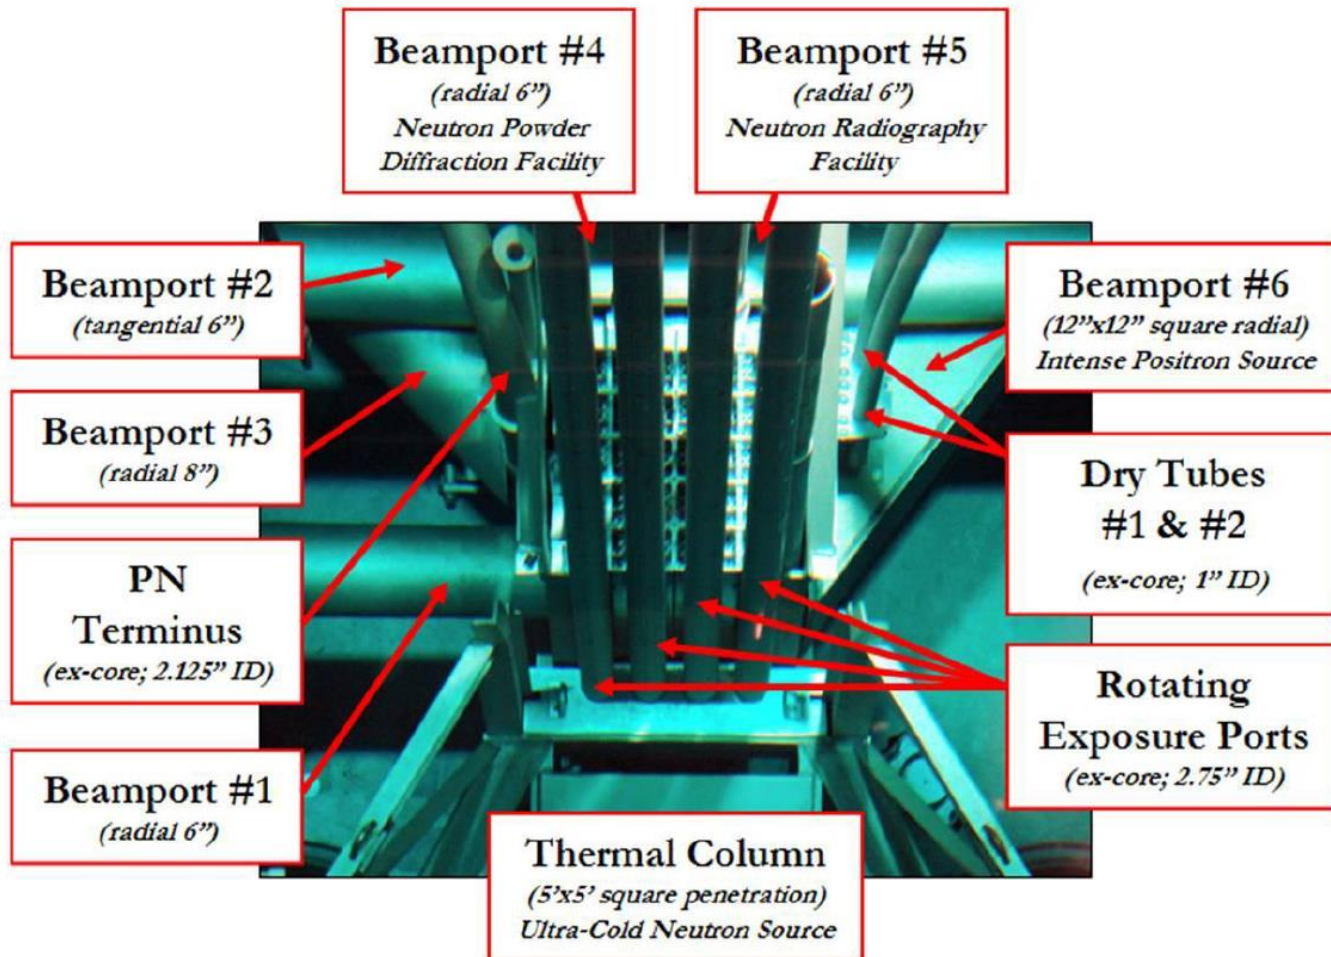 Beamport #4
(radial 6”)
Neutron Powder
Diffraction Facility
Beamport #5
(radial 6”)
Neutron Radiography
Facility
Beamport #2
(tangential 6”)
Beamport #6
(12”x12” square radial)
Intense Positron Source
Beamport #3
(radial 8”)
Dry Tubes
#1 & #2
(ex-core; 1” ID)
PN
Terminus
(ex-core; 2.125” ID)
Rotating
Exposure Ports
(ex-core; 2.75” ID)
Beamport #1
(radial 6”)
Thermal Column
(5’x5’ square penetration)
Ultra-Cold Neutron Source